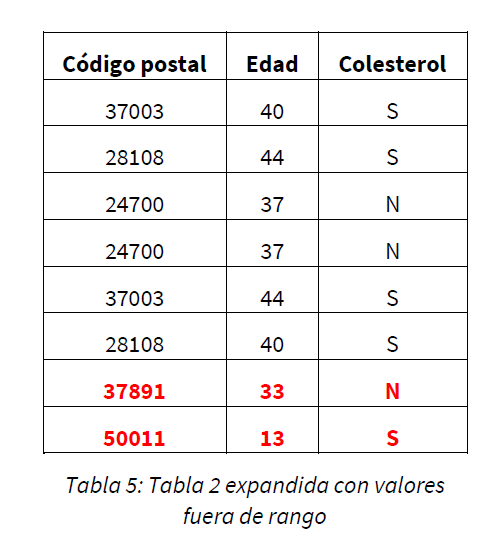 Código postal Edad Colesterol
37003 40 S
28108 44 S
24700 37 N
24700 37 N
37003 44 S
28108 40 S
37891 33 N
50011 13 S
Tabla 5: Tabla 2 expandida con valores
fuera de rango